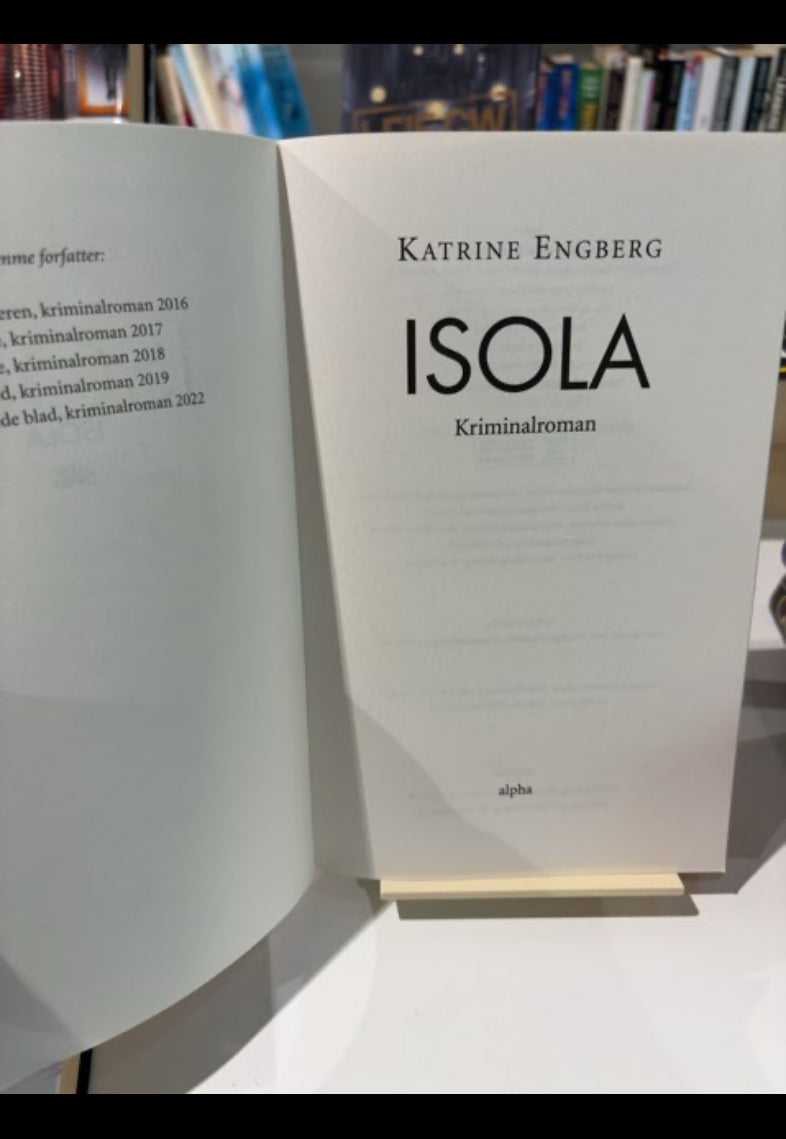 mme forfatter:
eren, kriminalroman 2016
e, kriminalroman 2017
e, kriminalroman 2018
d, kriminalroman 2019
de blad, kriminalroman 2022
KATRINE ENGBERG
ISOLA
Kriminalroman
alpha